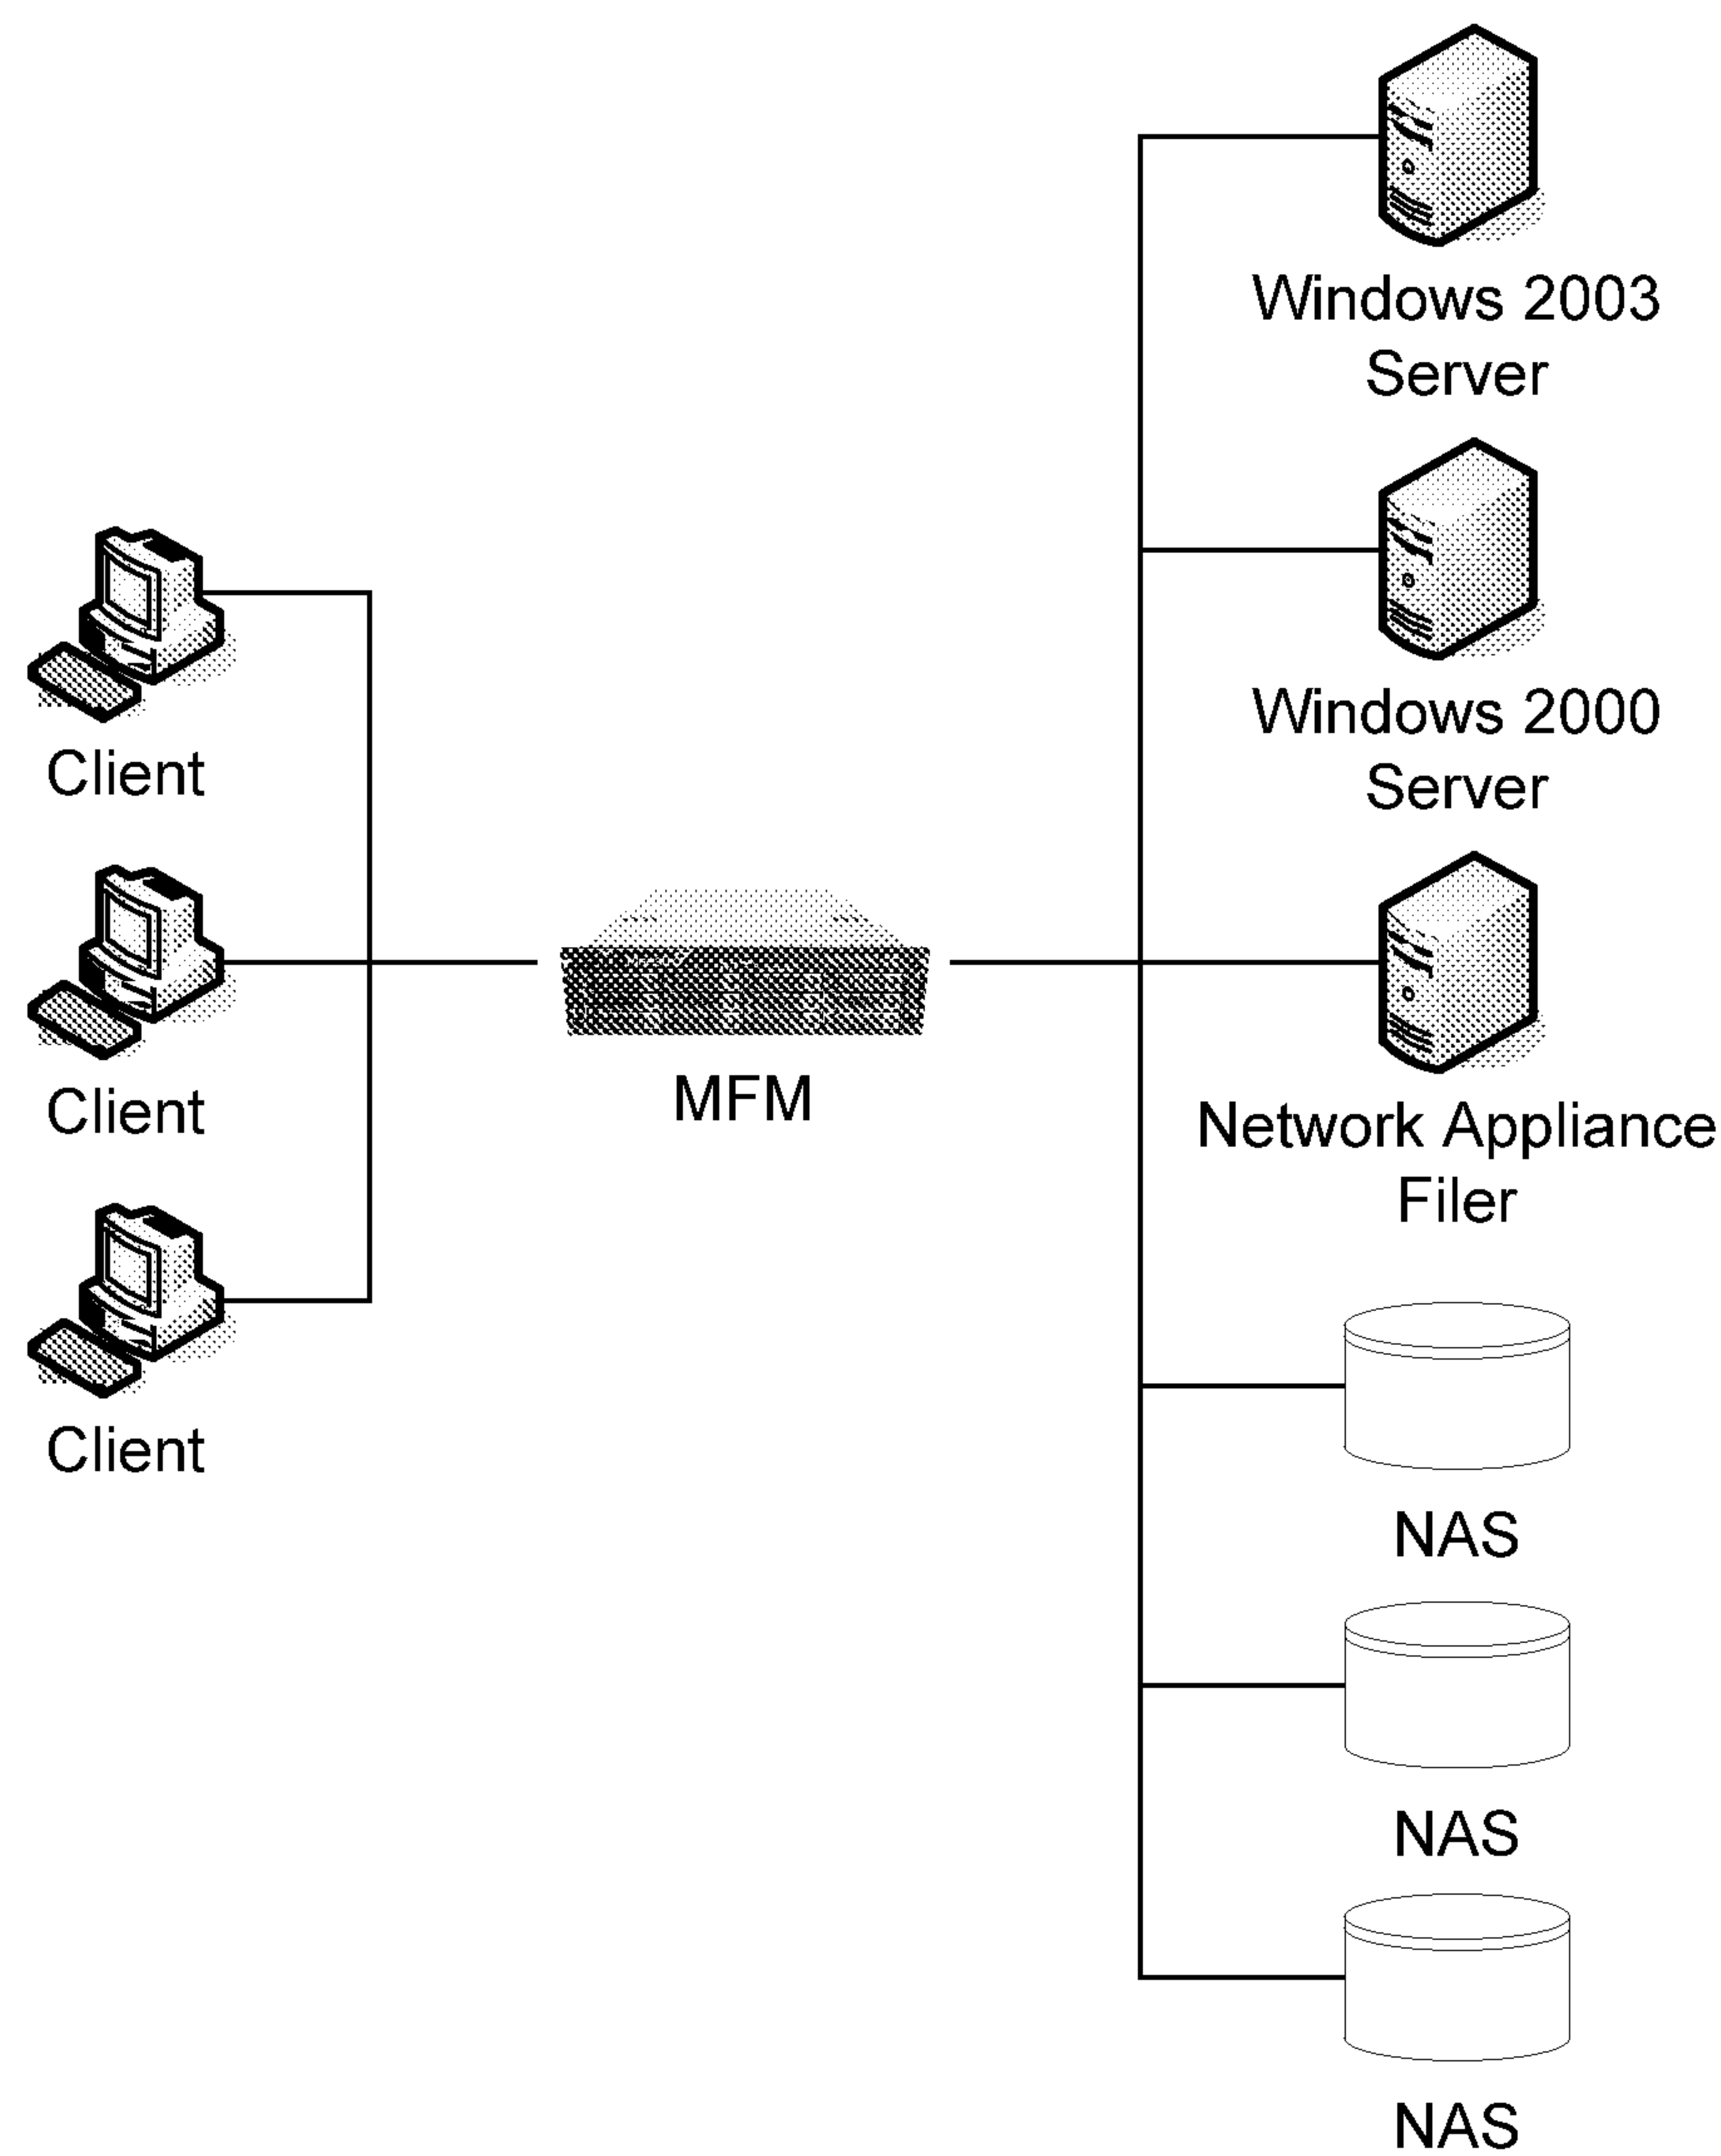 Client
Client
Client
MFM
Windows 2003
Server
Windows 2000
Server
Network Appliance
Filer
NAS
NAS
NAS